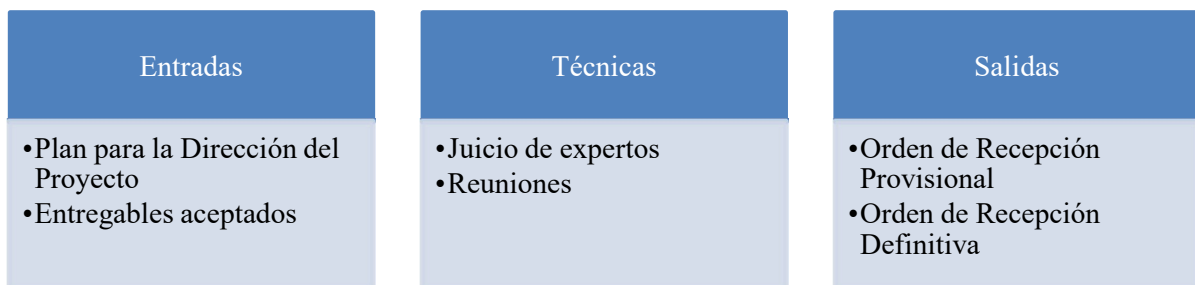 Entradas
•Plan para la Dirección del
Proyecto
•Entregables aceptados
Técnicas
•Juicio de expertos
•Reuniones
Salidas
•Orden de Recepción
Provisional
•Orden de Recepción
Definitiva